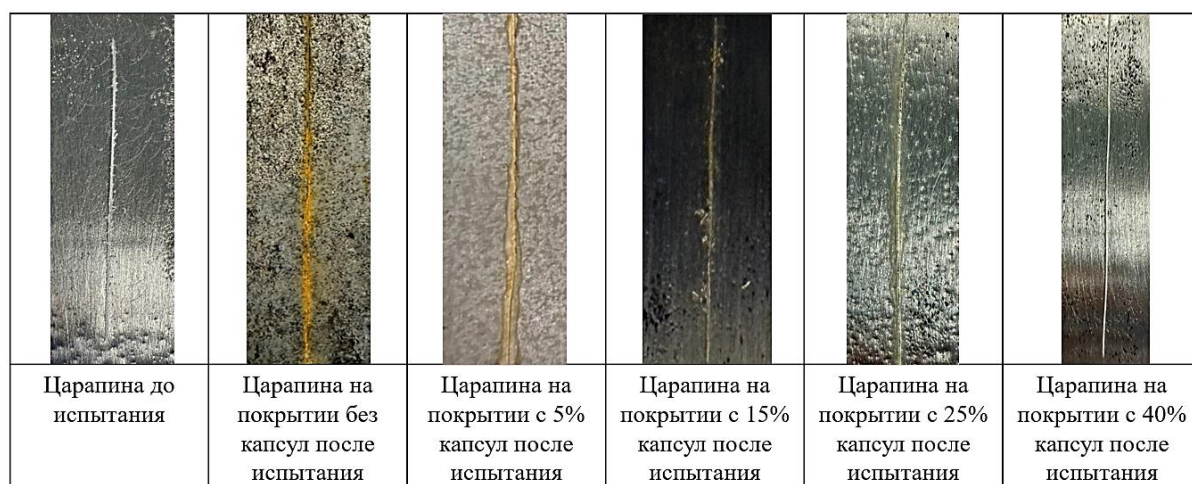 Царапина до
испытания
Царапина на
покрытии без
капсул после
испытания
Царапина на
покрытии с 5%
капсул после
испытания
Царапина на
покрытии с 15%
капсул после
испытания
Царапина на
покрытии с 25%
капсул после
испытания
Царапина на
покрытии с 40%
капсул после
испытания